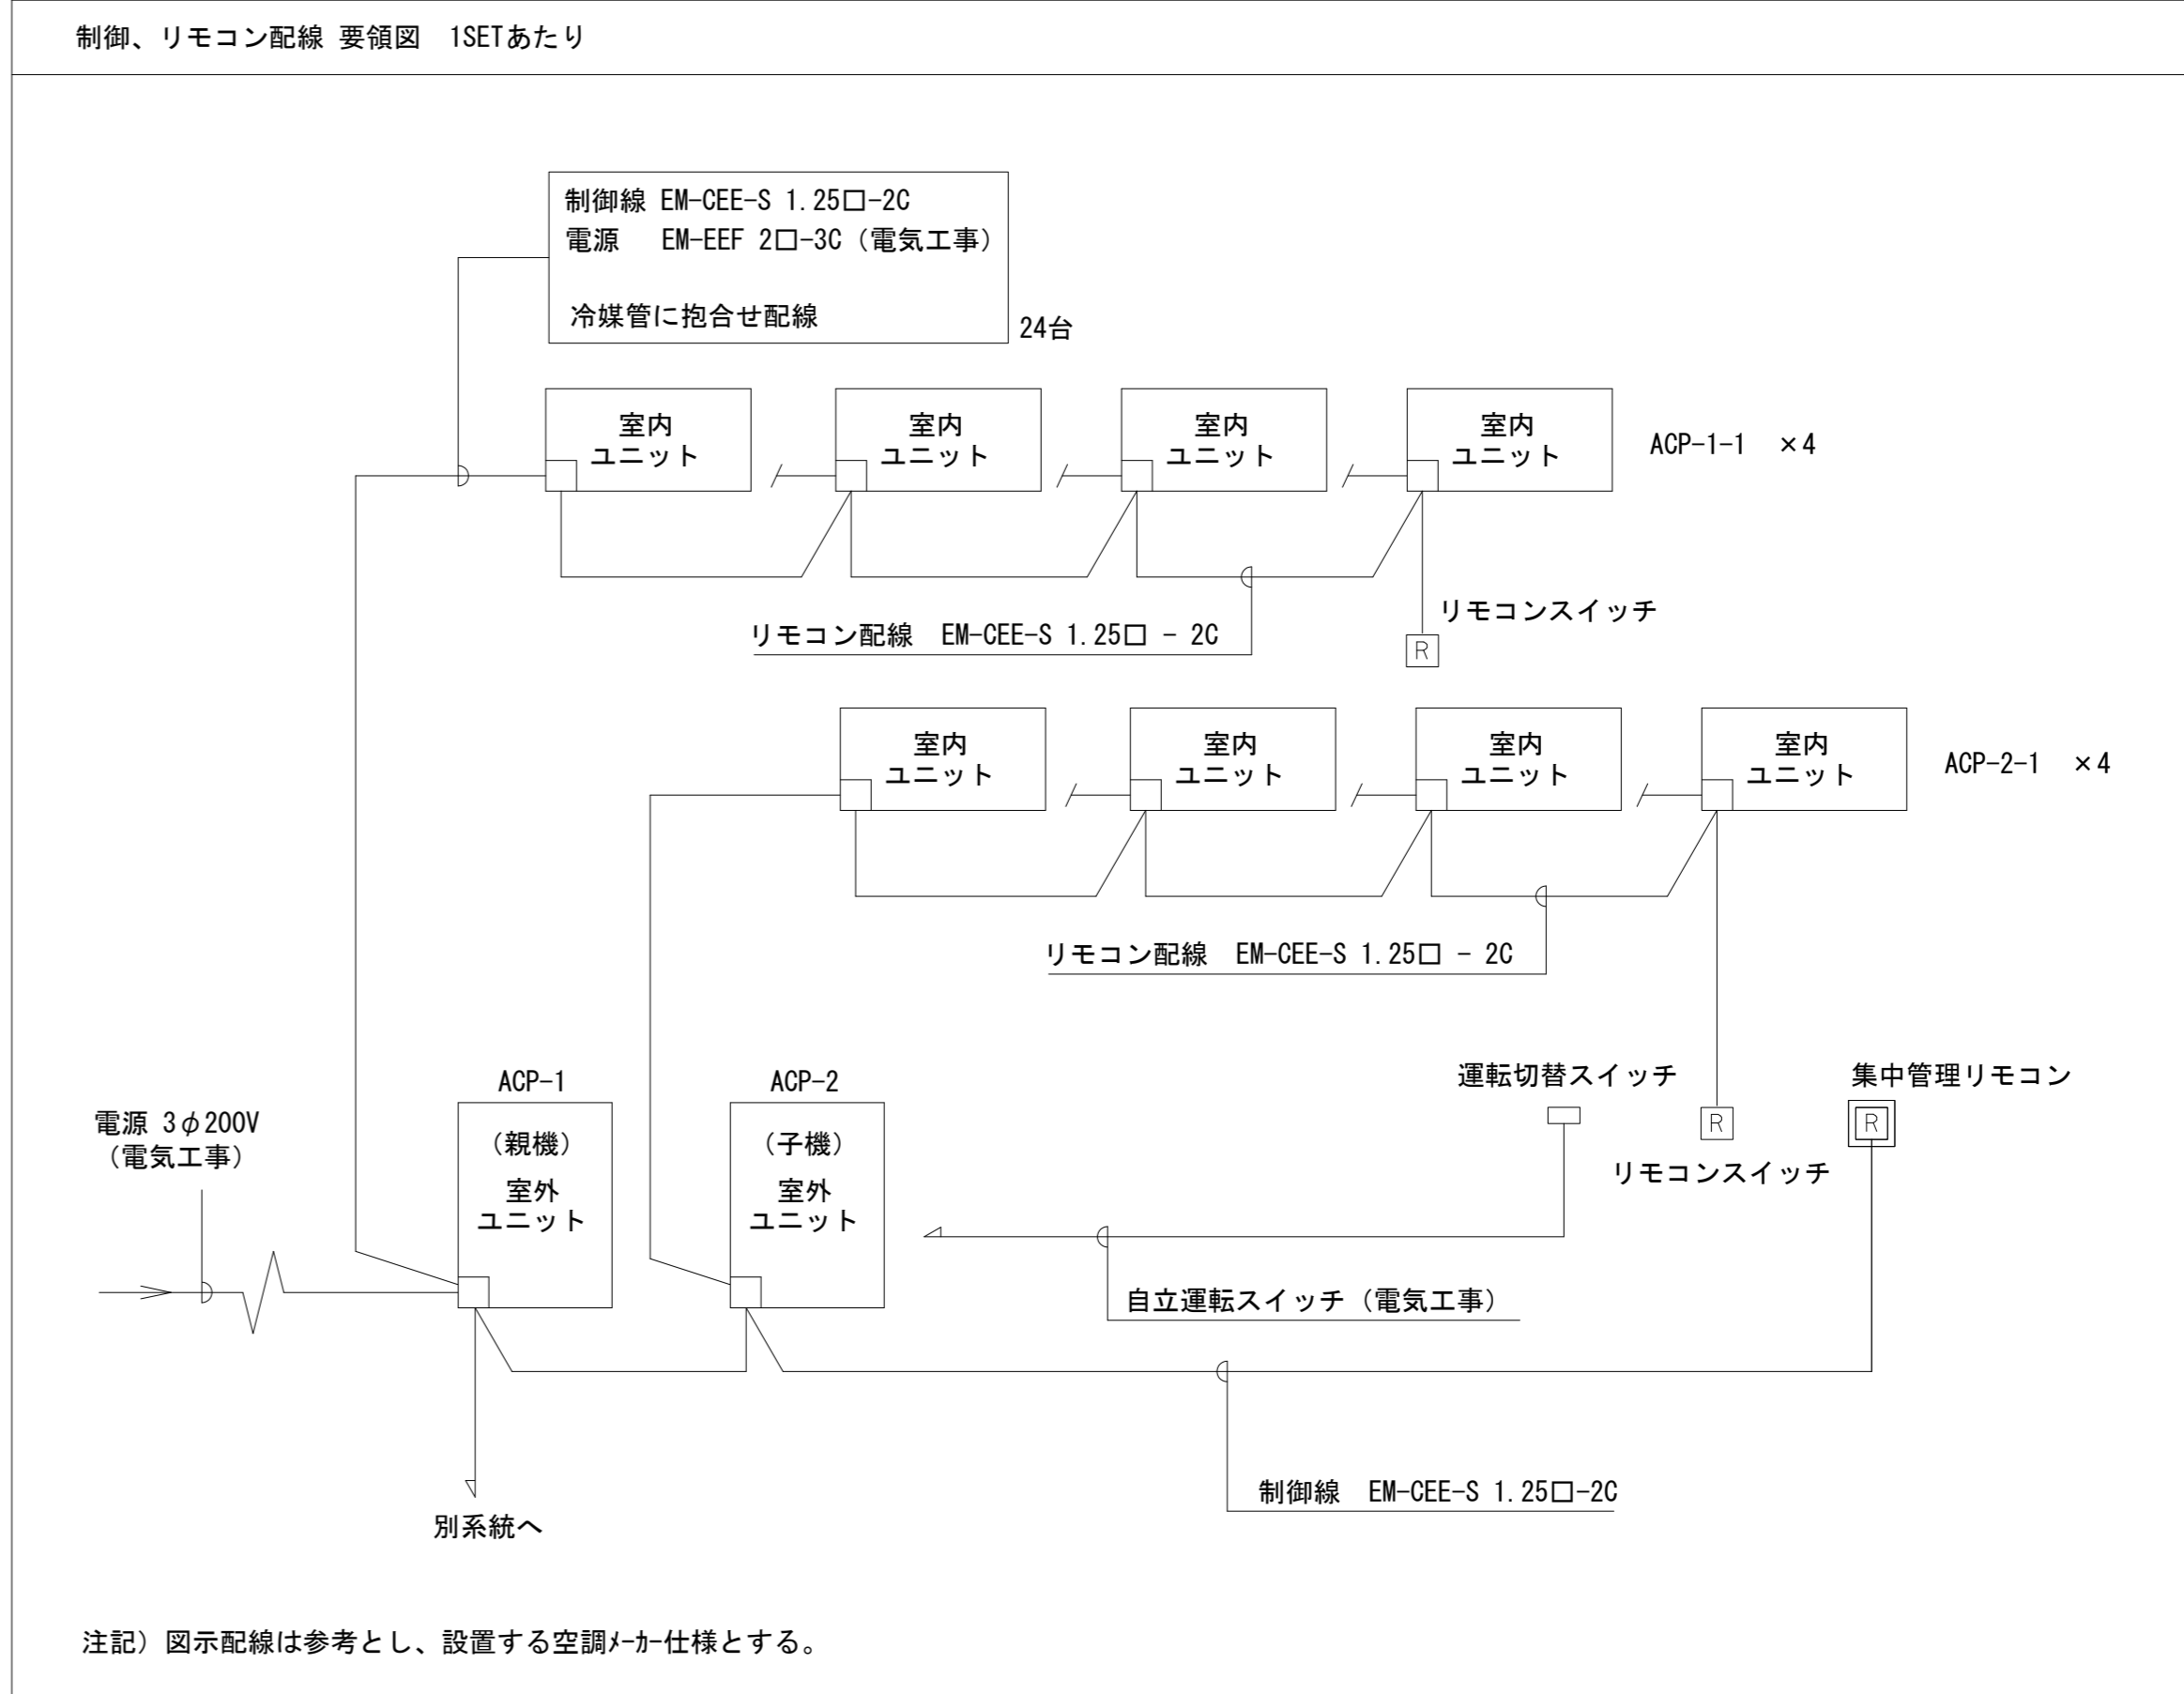 制御、リモコン配線 要領図　1SETあたり
制御線 EM-CEE-S 1.25□-2C
電源　 EM-EEF 2□-3C（電気工事）
冷媒管に抱合せ配線
24台
室内
ユニット
室内
ユニット
室内
ユニット
室内
ユニット
ACP-1-1　×4
リモコンスイッチ
リモコン配線　EM-CEE-S 1.25□ - 2C
R
室内
ユニット
室内
ユニット
室内
ユニット
室内
ユニット
ACP-2-1　×4
リモコン配線　EM-CEE-S 1.25□ - 2C
ACP-1
（親機）
室外
ユニット
ACP-2
（子機）
室外
ユニット
運転切替スイッチ
集中管理リモコン
電源 3φ200V
（電気工事）
R
R
リモコンスイッチ
自立運転スイッチ（電気工事）
制御線　EM-CEE-S 1.25□-2C
別系統へ
注記）図示配線は参考とし、設置する空調ﾒｰｶｰ仕様とする。